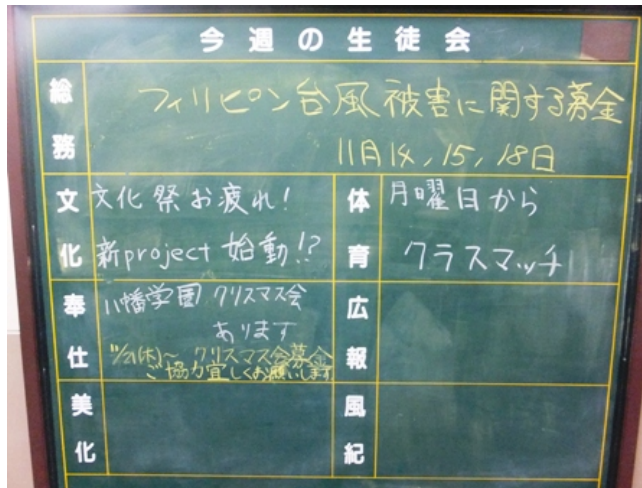 今週の生徒会
総務
フィリピン台風被害に関する募金
11月14,15,18日
文化
文化祭お疲れ!
新project 始動!?
体育
月曜日から
クラスマッチ
奉仕
八幡学園 クリスマス会
あります
11/21(木)~ クリスマス会募金
ご協力宜しくお願いします
広報
美化
風紀